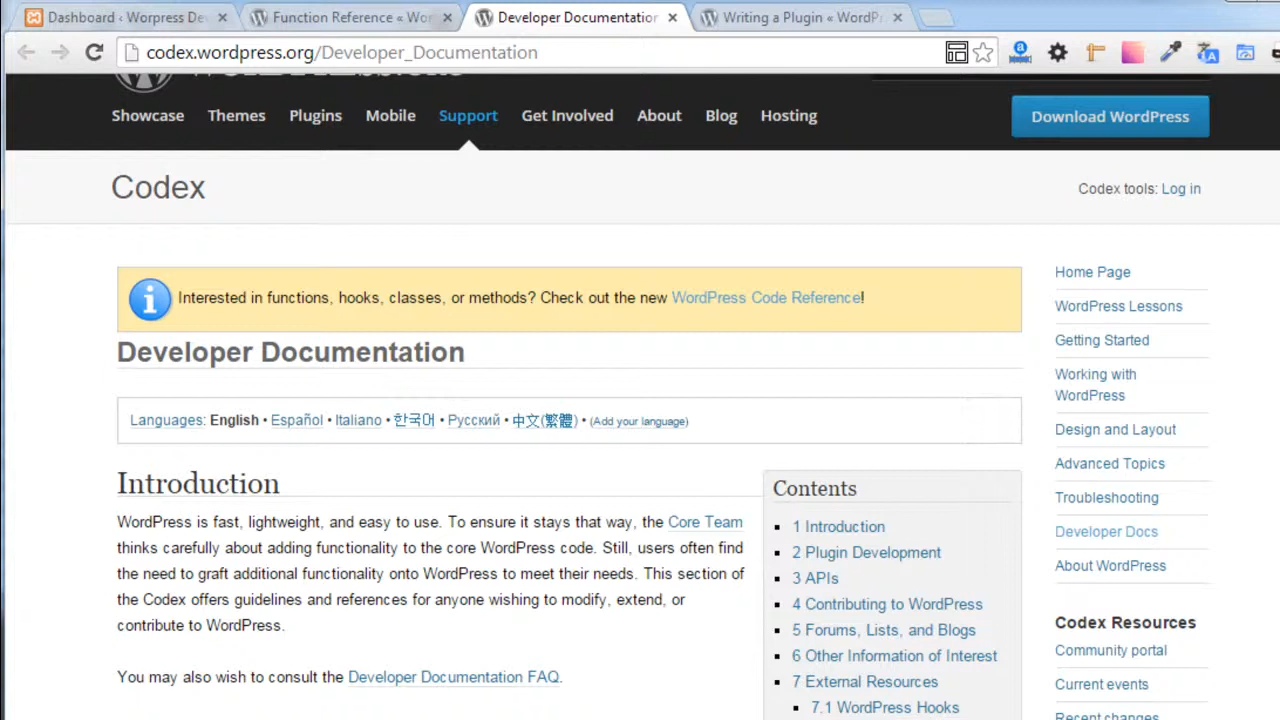 Dashboard ‹ Worpress De
Function Reference « Wor
Developer Documentation
Writing a Plugin « WordP
codex.wordpress.org/Developer_Documentation
Showcase Themes Plugins Mobile Support Get Involved About Blog Hosting
Download WordPress
Codex
Codex tools: Log in
Interested in functions, hooks, classes, or methods? Check out the new WordPress Code Reference!
Developer Documentation
Languages: English • Español • Italiano • 한국어 • Русский • 中文(繁體) • (Add your language)
Introduction
WordPress is fast, lightweight, and easy to use. To ensure it stays that way, the Core Team
thinks carefully about adding functionality to the core WordPress code. Still, users often find
the need to graft additional functionality onto WordPress to meet their needs. This section of
the Codex offers guidelines and references for anyone wishing to modify, extend, or
contribute to WordPress.
You may also wish to consult the Developer Documentation FAQ.
Contents
1 Introduction
2 Plugin Development
3 APIs
4 Contributing to WordPress
5 Forums, Lists, and Blogs
6 Other Information of Interest
7 External Resources
7.1 WordPress Hooks
Home Page
WordPress Lessons
Getting Started
Working with
WordPress
Design and Layout
Advanced Topics
Troubleshooting
Developer Docs
About WordPress
Codex Resources
Community portal
Current events
Recent changes